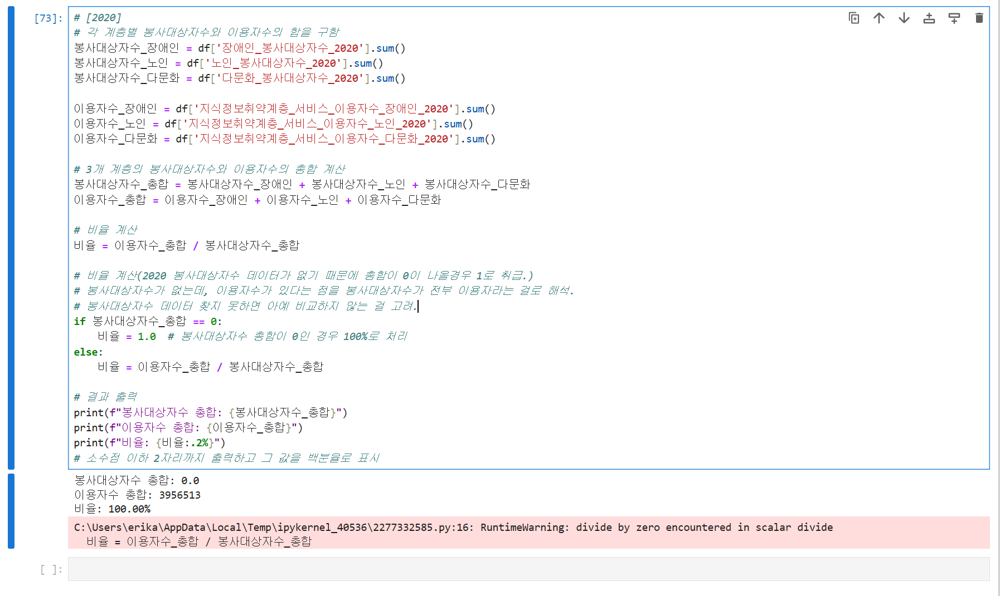 [73]:
# [2020]
# 각 계층별 봉사대상자수와 이용자수의 합을 구함
봉사대상자수_장애인 = df['장애인_봉사대상자수_2020'].sum()
봉사대상자수_노인 = df['노인_봉사대상자수_2020'].sum()
봉사대상자수_다문화 = df['다문화_봉사대상자수_2020'].sum()
이용자수_장애인 = df['지식정보취약계층_서비스_이용자수_장애인_2020'].sum()
이용자수_노인 = df['지식정보취약계층_서비스_이용자수_노인_2020'].sum()
이용자수_다문화 = df['지식정보취약계층_서비스_이용자수_다문화_2020'].sum()
# 3개 계층의 봉사대상자수와 이용자수의 총합 계산
봉사대상자수_총합 = 봉사대상자수_장애인 + 봉사대상자수_노인 + 봉사대상자수_다문화
이용자수_총합 = 이용자수_장애인 + 이용자수_노인 + 이용자수_다문화
# 비율 계산
비율 = 이용자수_총합 / 봉사대상자수_총합
# 비율 계산(2020 봉사대상자수 데이터가 없기 때문에 총합이 0이 나올경우 1로 취급.)
# 봉사대상자수가 없는데, 이용자수가 있다는 점을 봉사대상자수가 전부 이용자라는 걸로 해석.
# 봉사대상자수 데이터 찾지 못하면 아예 비교하지 않는 걸 고려.
if 봉사대상자수_총합 == 0:
    비율 = 1.0  # 봉사대상자수 총합이 0인 경우 100%로 처리
else:
    비율 = 이용자수_총합 / 봉사대상자수_총합
# 결과 출력
print(f"봉사대상자수 총합: {봉사대상자수_총합}")
print(f"이용자수 총합: {이용자수_총합}")
print(f"비율: {비율:.2%}")
# 소수점 이하 2자리까지 출력하고 그 값을 백분율로 표시
봉사대상자수 총합: 0.0
이용자수 총합: 3956513
비율: 100.00%
C:\Users\erika\AppData\Local\Temp\ipykernel_40536\2277332585.py:16: RuntimeWarning: divide by zero encountered in scalar divide
  비율 = 이용자수_총합 / 봉사대상자수_총합
[ ]: